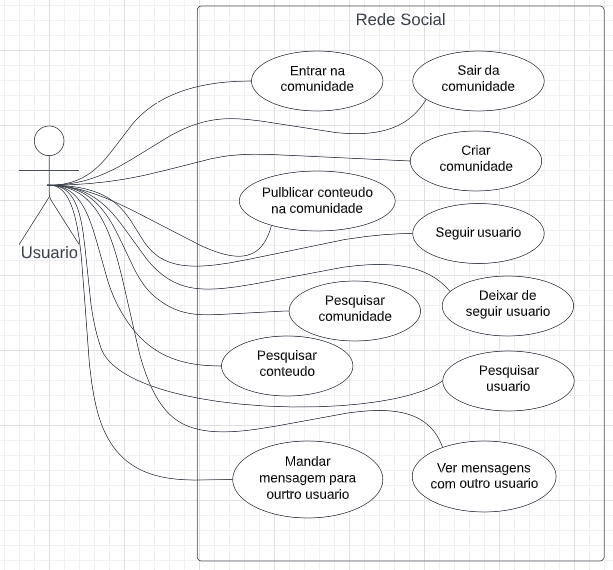 Rede Social
Entrar na
comunidade
Sair da
comunidade
Criar
comunidade
Pulblicar conteudo
na comunidade
Seguir usuario
Usuario
Deixar de
seguir usuario
Pesquisar
comunidade
Pesquisar
conteudo
Pesquisar
usuario
Mandar
mensagem para
ourtro usuario
Ver mensagens
com outro usuario